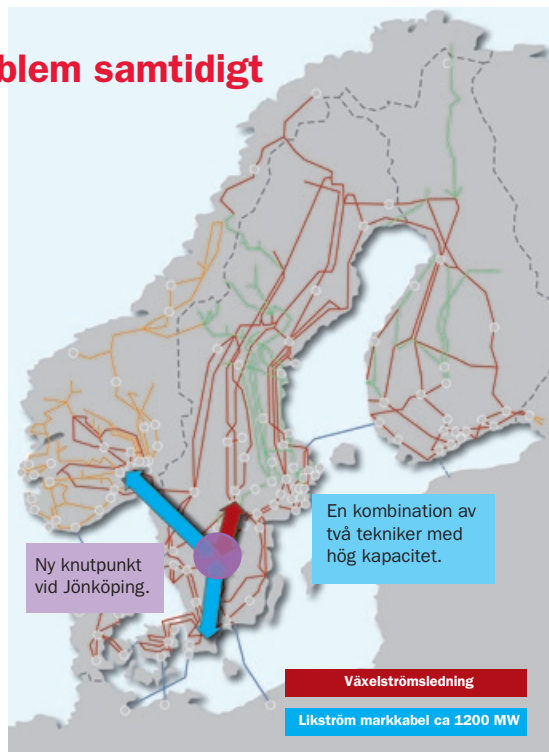 blem samtidigt
En kombination av
två tekniker med
hög kapacitet.
Ny knutpunkt
vid Jönköping.
Växelströmsledning
Likström markkabel ca 1200 MW